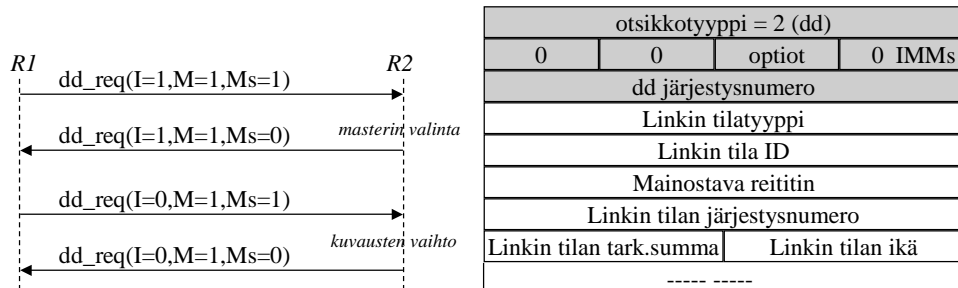 R1 R2
dd_req(I=1,M=1,Ms=1)
masterin valinta
dd_req(I=1,M=1,Ms=0)
dd_req(I=0,M=1,Ms=1)
kuvausten vaihto
dd_req(I=0,M=1,Ms=0)
otsikkotyyppi = 2 (dd)
0 0 optiot 0 IMMs
dd järjestysnumero
Linkin tilatyyppi
Linkin tila ID
Mainostava reititin
Linkin tilan järjestysnumero
Linkin tilan tark.summa Linkin tilan ikä
----- -----